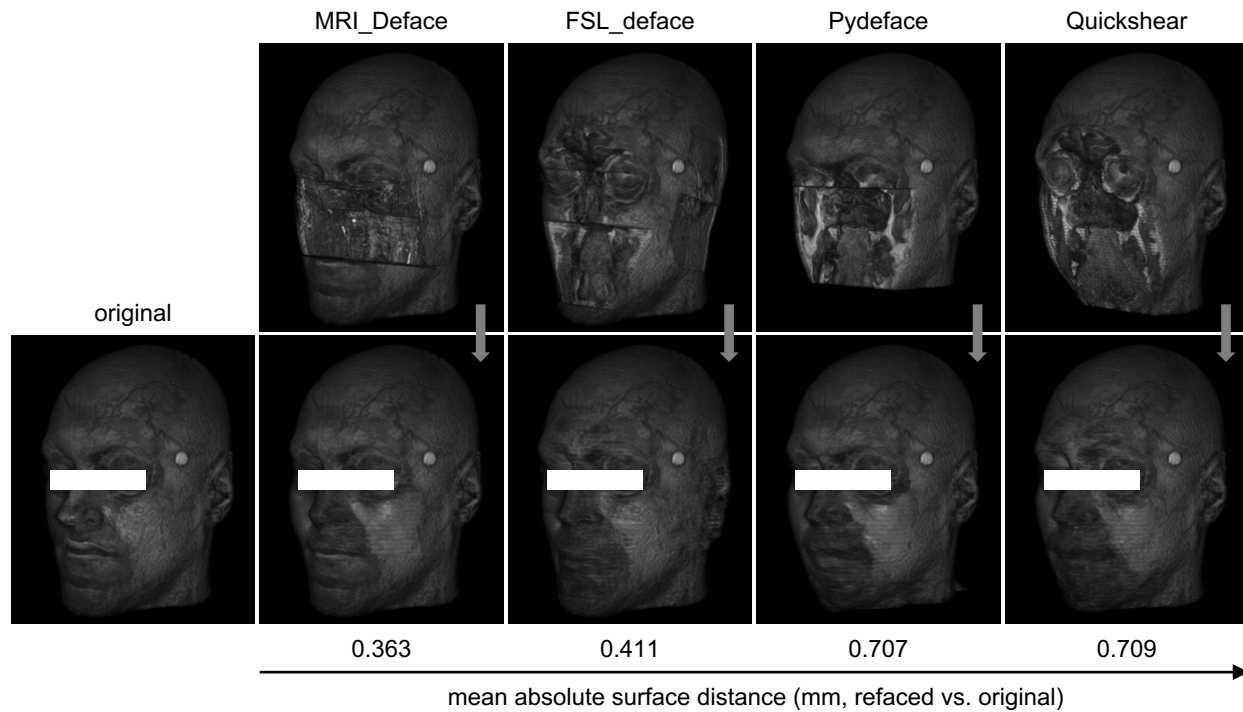 MRI_Deface FSL_deface Pydeface Quickshear
original
0.363 0.411 0.707 0.709
mean absolute surface distance (mm, refaced vs. original)